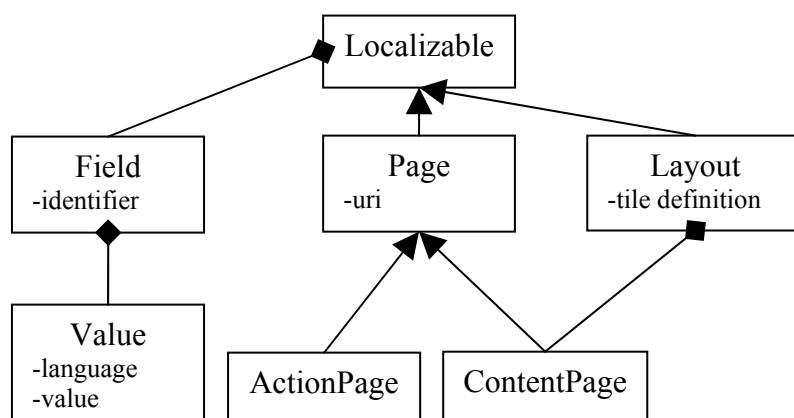 Localizable
Field
-identifier
Page
-uri
Layout
-tile definition
Value
-language
-value
ActionPage
ContentPage